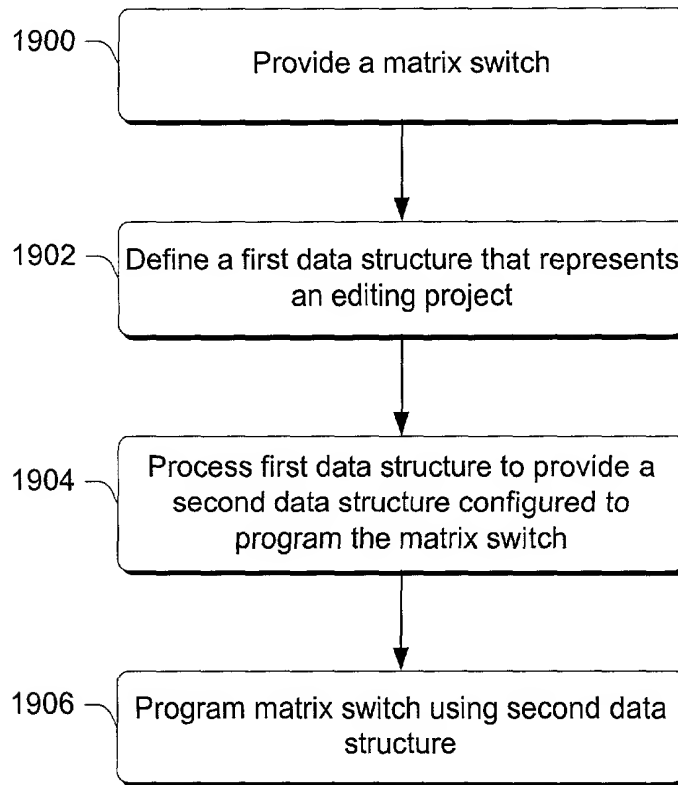 1900
Provide a matrix switch
1902
Define a first data structure that represents
an editing project
1904
Process first data structure to provide a
second data structure configured to
program the matrix switch
1906
Program matrix switch using second data
structure